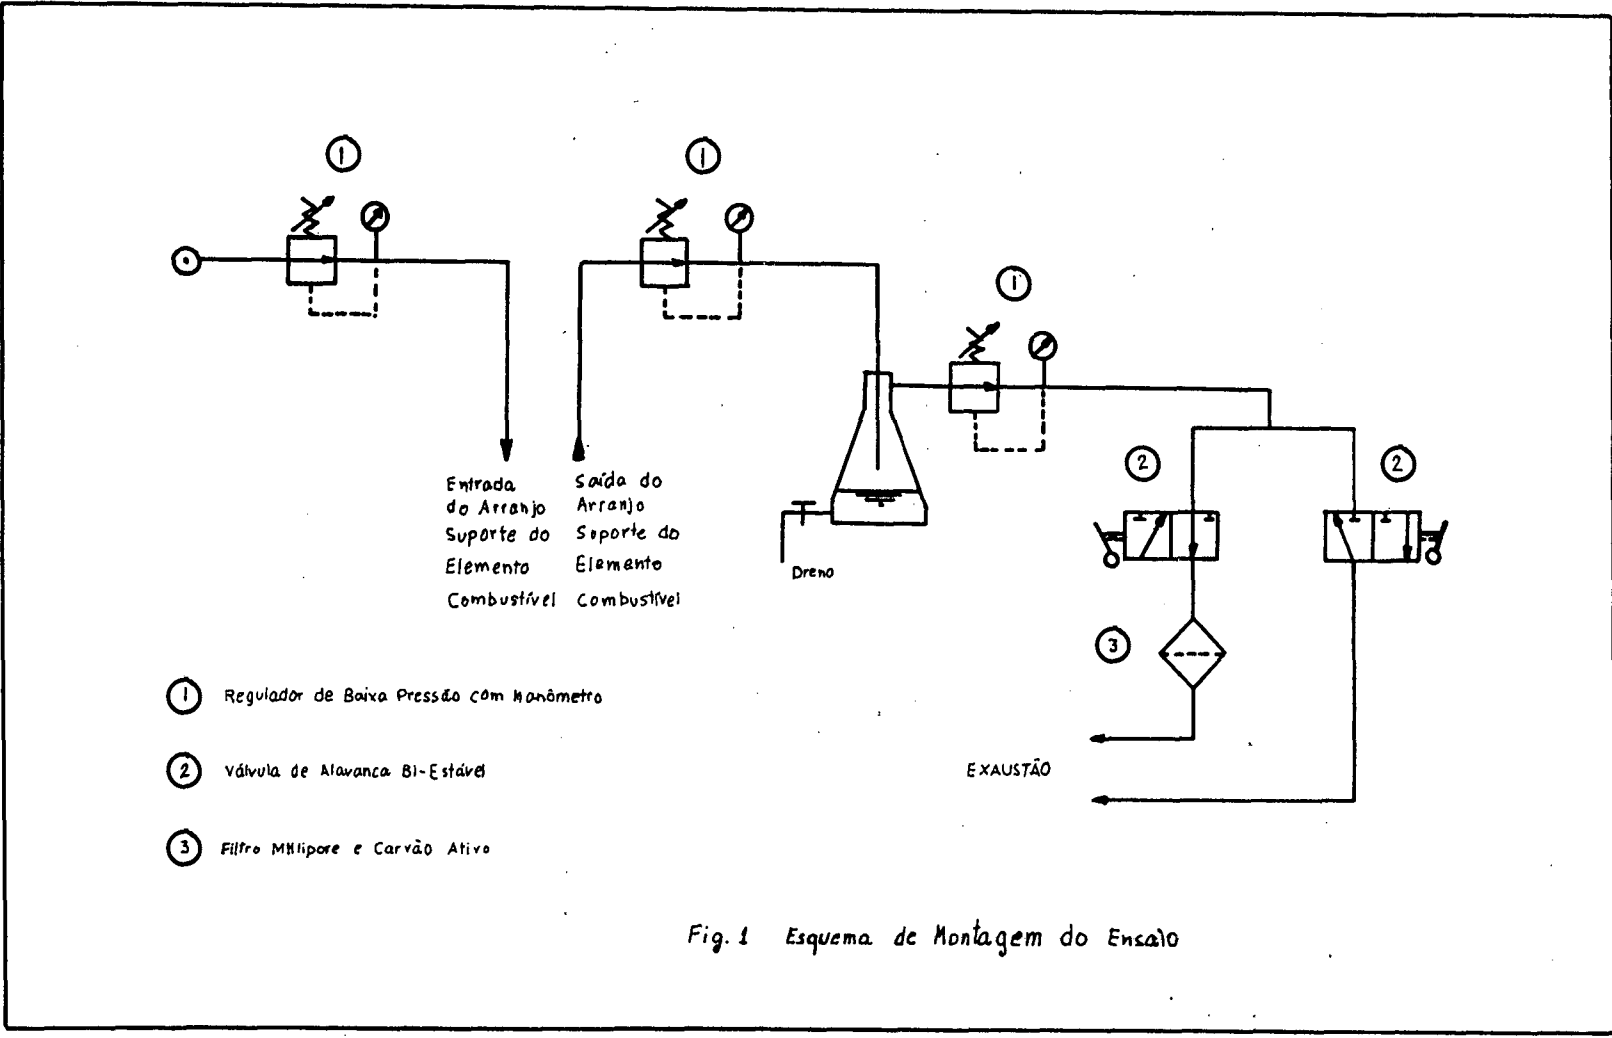 1
1
1
Entrada
do Arranjo
Suporte do
Elemento
Combustível
Saída do
Arranjo
Suporte do
Elemento
Combustível
Dreno
2
2
3
EXAUSTÃO
1 Regulador de Baixa Pressão com Manômetro
2 Válvula de Alavanca Bi-Estável
3 Filtro Millipore e Carvão Ativo
Fig. 1 Esquema de Montagem do Ensaio